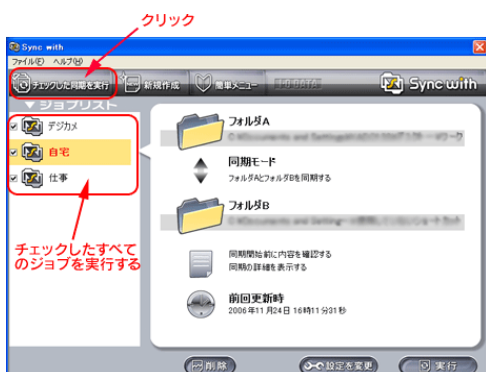 クリック
Sync with
ファイル(F) ヘルプ(H)
チェックした同期を実行 新規作成 簡単メニュー I-O DATA Sync with
▼ジョブリスト
デジカメ
自宅
仕事
チェックしたすべて
のジョブを実行する
フォルダA
同期モード
フォルダAとフォルダBを同期する
フォルダB
同期開始前に内容を確認する
同期の詳細を表示する
前回更新時
2006年11月24日 16時11分31秒
削除 設定を変更 実行